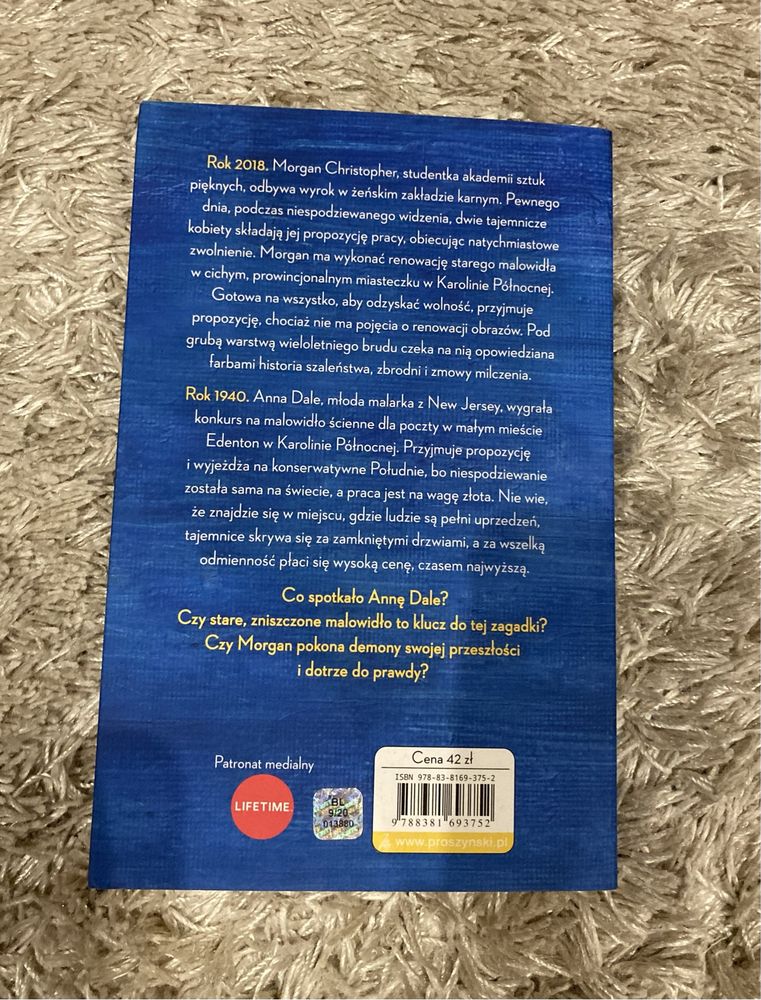 Rok 2018. Morgan Christopher, studentka akademii sztuk
pięknych, odbywa wyrok w żeńskim zakładzie karnym. Pewnego
dnia, podczas niespodziewanego widzenia, dwie tajemnicze
kobiety składają jej propozycję pracy, obiecując natychmiastowe
zwolnienie. Morgan ma wykonać renowację starego malowidła
w cichym, prowincjonalnym miasteczku w Karolinie Północnej.
Gotowa na wszystko, aby odzyskać wolność, przyjmuje
propozycję, chociaż nie ma pojęcia o renowacji obrazów. Pod
grubą warstwą wieloletniego brudu czeka na nią opowiedziana
farbami historia szaleństwa, zbrodni i zmowy milczenia.
Rok 1940. Anna Dale, młoda malarka z New Jersey, wygrała
konkurs na malowidło ścienne dla poczty w małym mieście
Edenton w Karolinie Północnej. Przyjmuje propozycję
i wyjeżdża na konserwatywne Południe, bo niespodziewanie
została sama na świecie, a praca jest na wagę złota. Nie wie,
że znajdzie się w miejscu, gdzie ludzie są pełni uprzedzeń,
tajemnice skrywa się za zamkniętymi drzwiami, a za wszelką
odmienność płaci się wysoką cenę, czasem najwyższą.
Co spotkało Annę Dale?
Czy stare, zniszczone malowidło to klucz do tej zagadki?
Czy Morgan pokona demony swojej przeszłości
i dotrze do prawdy?
Patronat medialny
LIFETIME
BL
9.20
013880
Cena 42 zł
ISBN 978-83-8169-375-2
9 788381 693752
www.proszynski.pl